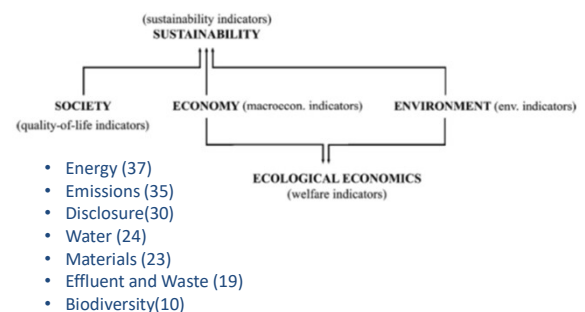 (sustainability indicators)
SUSTAINABILITY
SOCIETY
(quality-of-life indicators)
ECONOMY (macroecon. indicators)
ENVIRONMENT (env. indicators)
ECOLOGICAL ECONOMICS
(welfare indicators)
• Energy (37)
• Emissions (35)
• Disclosure(30)
• Water (24)
• Materials (23)
• Effluent and Waste (19)
• Biodiversity(10)